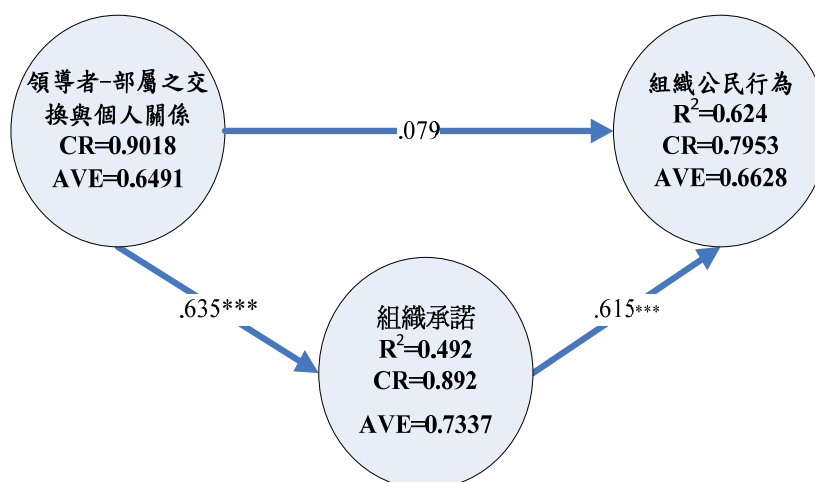 領導者-部屬之交
換與個人關係
CR=0.9018
AVE=0.6491
組織公民行為
R²=0.624
CR=0.7953
AVE=0.6628
.079
.635***
.615***
組織承諾
R²=0.492
CR=0.892
AVE=0.7337